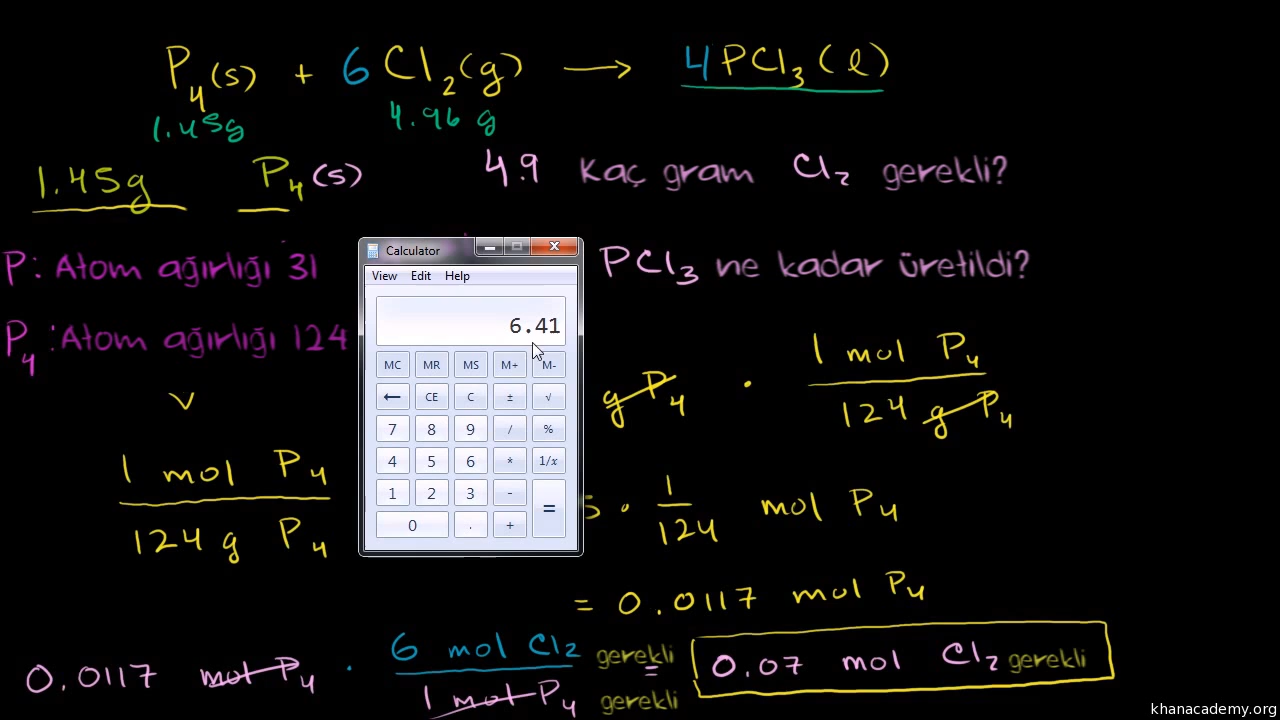 P₄(s) + 6 Cl₂(g) → 4PCl₃(l)
1.45g 4.96 g
1.45g P₄(s) 4.9 Kaç gram Cl₂ gerekli?
P: Atom ağırlığı 31 PCl₃ ne kadar üretildi?
P₄: Atom ağırlığı 124
Calculator
View Edit Help
6.41
MC MR MS M+ M-
← CE C ± √
7 8 9 / %
4 5 6 * 1/x
1 2 3 - =
0 . +
g P₄ · 1 mol P₄
124 g P₄
1 mol P₄
124 g P₄
5 · 1/124 mol P₄
= 0.0117 mol P₄
0.0117 mol P₄ · 6 mol Cl₂ gerekli = 0.07 mol Cl₂ gerekli
1 mol P₄ gerekli
khanacademy.org